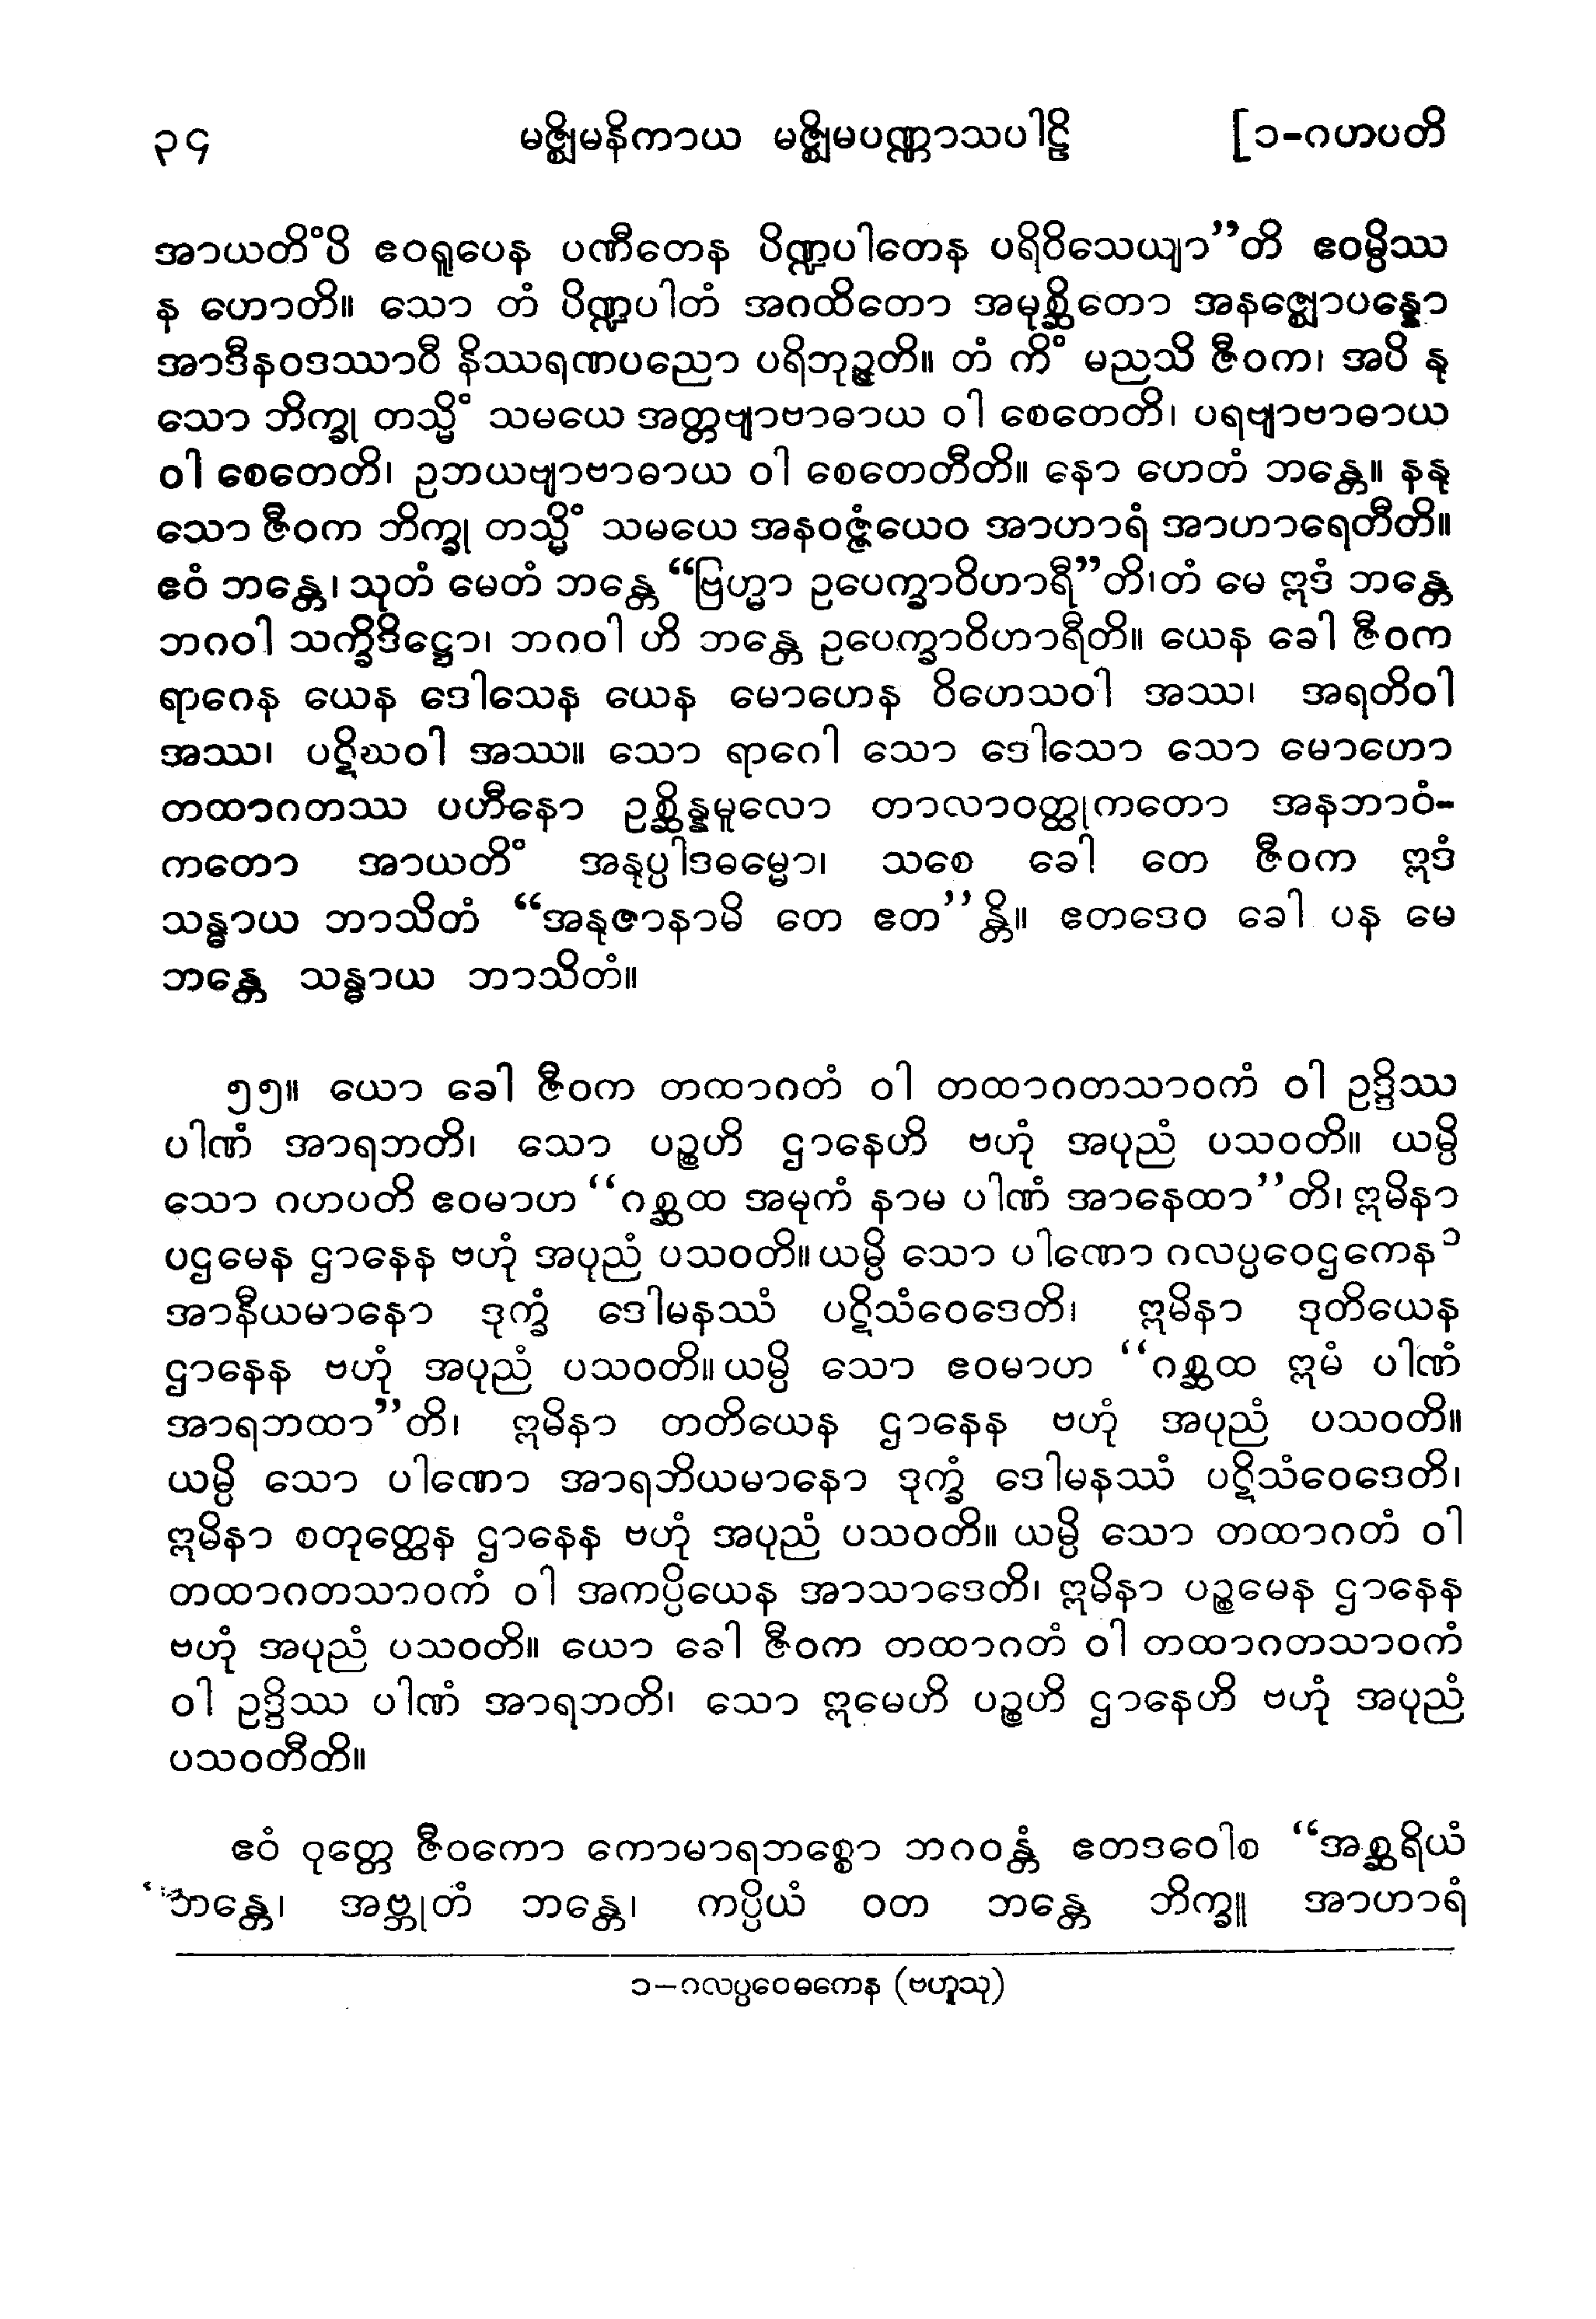 ၃၄ မဇ္ဈိမနိကာယ မဇ္ဈိမပဏ္ဏာသပါဠိ [၁-ဂဟပတိ
အာယတိံပိ ဧဝရူပေန ပဏီတေန ပိဏ္ဍပါတေန ပရိဝိသေယျာ”တိ ဧဝမ္ပိဿ
န ဟောတိ။ သော တံ ပိဏ္ဍပါတံ အဂထိတော အမုစ္ဆိတော အနဇ္ဈောပန္နော
အာဒီနဝဒဿာဝီ နိဿရဏပညော ပရိဘုဉ္ဇတိ။ တံ ကိံ မညသိ ဇီဝက၊ အပိ နု
သော ဘိက္ခု တသ္မိံ သမယေ အတ္တဗျာဗာဓာယ ဝါ စေတေတိ၊ ပရဗျာဗာဓာယ
ဝါ စေတေတိ၊ ဥဘယဗျာဗာဓာယ ဝါ စေတေတီတိ။ နော ဟေတံ ဘန္တေ။ နနု
သော ဇီဝက ဘိက္ခု တသ္မိံ သမယေ အနဝဇ္ဇံယေဝ အာဟာရံ အာဟာရေတီတိ။
ဧဝံ ဘန္တေ၊ သုတံ မေတံ ဘန္တေ “ဗြဟ္မာ ဥပေက္ခာဝိဟာရီ”တိ၊တံ မေ ဣဒံ ဘန္တေ
ဘဂဝါ သက္ခိဒိဋ္ဌော၊ ဘဂဝါ ဟိ ဘန္တေ ဥပေက္ခာဝိဟာရီတိ။ ယေန ခေါ ဇီဝက
ရာဂေန ယေန ဒေါသေန ယေန မောဟေန ဝိဟေသဝါ အဿ၊ အရတိဝါ
အဿ၊ ပဋိဃဝါ အဿ။ သော ရာဂေါ သော ဒေါသော သော မောဟော
တထာဂတဿ ပဟီနော ဥစ္ဆိန္နမူလော တာလာဝတ္ထုကတော အနဘာဝံ-
ကတော အာယတိံ အနုပ္ပါဒဓမ္မော၊ သစေ ခေါ တေ ဇီဝက ဣဒံ
သန္ဓာယ ဘာသိတံ “အနုဇာနာမိ တေ ဧတ”န္တိ။ ဧတဒေဝ ခေါ ပန မေ
ဘန္တေ သန္ဓာယ ဘာသိတံ။
၅၅။ ယော ခေါ ဇီဝက တထာဂတံ ဝါ တထာဂတသာဝကံ ဝါ ဥဒ္ဒိဿ
ပါဏံ အာရဘတိ၊ သော ပဉ္စဟိ ဌာနေဟိ ဗဟုံ အပုညံ ပသဝတိ။ ယမ္ပိ
သော ဂဟပတိ ဧဝမာဟ “ဂစ္ဆထ အမုကံ နာမ ပါဏံ အာနေထာ”တိ၊ ဣမိနာ
ပဌမေန ဌာနေန ဗဟုံ အပုညံ ပသဝတိ။ ယမ္ပိ သော ပါဏော ဂလပ္ပဝေဌကေန၁
အာနီယမာနော ဒုက္ခံ ဒေါမနဿံ ပဋိသံဝေဒေတိ၊ ဣမိနာ ဒုတိယေန
ဌာနေန ဗဟုံ အပုညံ ပသဝတိ။ ယမ္ပိ သော ဧဝမာဟ “ဂစ္ဆထ ဣမံ ပါဏံ
အာရဘထာ”တိ၊ ဣမိနာ တတိယေန ဌာနေန ဗဟုံ အပုညံ ပသဝတိ။
ယမ္ပိ သော ပါဏော အာရဘိယမာနော ဒုက္ခံ ဒေါမနဿံ ပဋိသံဝေဒေတိ၊
ဣမိနာ စတုတ္ထေန ဌာနေန ဗဟုံ အပုညံ ပသဝတိ။ ယမ္ပိ သော တထာဂတံ ဝါ
တထာဂတသာဝကံ ဝါ အကပ္ပိယေန အာသာဒေတိ၊ ဣမိနာ ပဉ္စမေန ဌာနေန
ဗဟုံ အပုညံ ပသဝတိ။ ယော ခေါ ဇီဝက တထာဂတံ ဝါ တထာဂတသာဝကံ
ဝါ ဥဒ္ဒိဿ ပါဏံ အာရဘတိ၊ သော ဣမေဟိ ပဉ္စဟိ ဌာနေဟိ ဗဟုံ အပုညံ
ပသဝတီတိ။
ဧဝံ ဝုတ္တေ ဇီဝကော ကောမာရဘစ္စော ဘဂဝန္တံ ဧတဒဝေါစ “အစ္ဆရိယံ
ဘန္တေ၊ အဗ္ဘုတံ ဘန္တေ၊ ကပ္ပိယံ ဝတ ဘန္တေ ဘိက္ခူ အာဟာရံ
၁-ဂလပ္ပဝေဓကေန (ဗဟူသု)